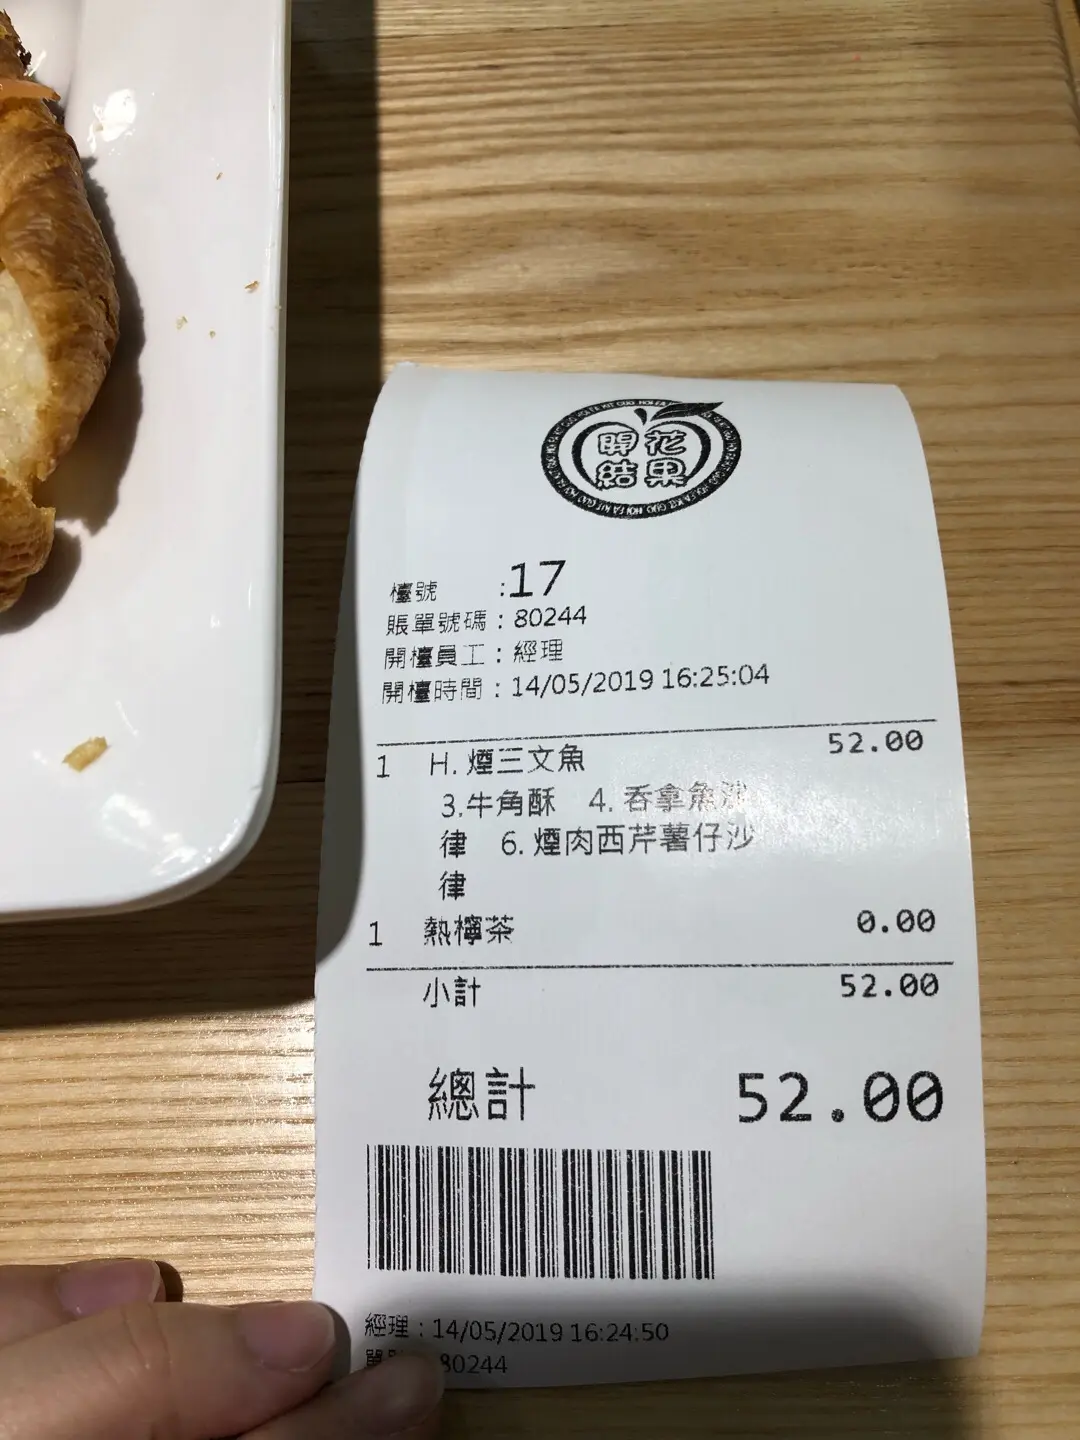 開花
結果
檯號 :17
賬單號碼 : 80244
開檯員工 : 經理
開檯時間 : 14/05/2019 16:25:04
1 H. 煙三文魚 52.00
3.牛角酥 4. 吞拿魚沙
律 6. 煙肉西芹薯仔沙
律
1 熱檸茶 0.00
小計 52.00
總計 52.00
經理 : 14/05/2019 16:24:50
80244